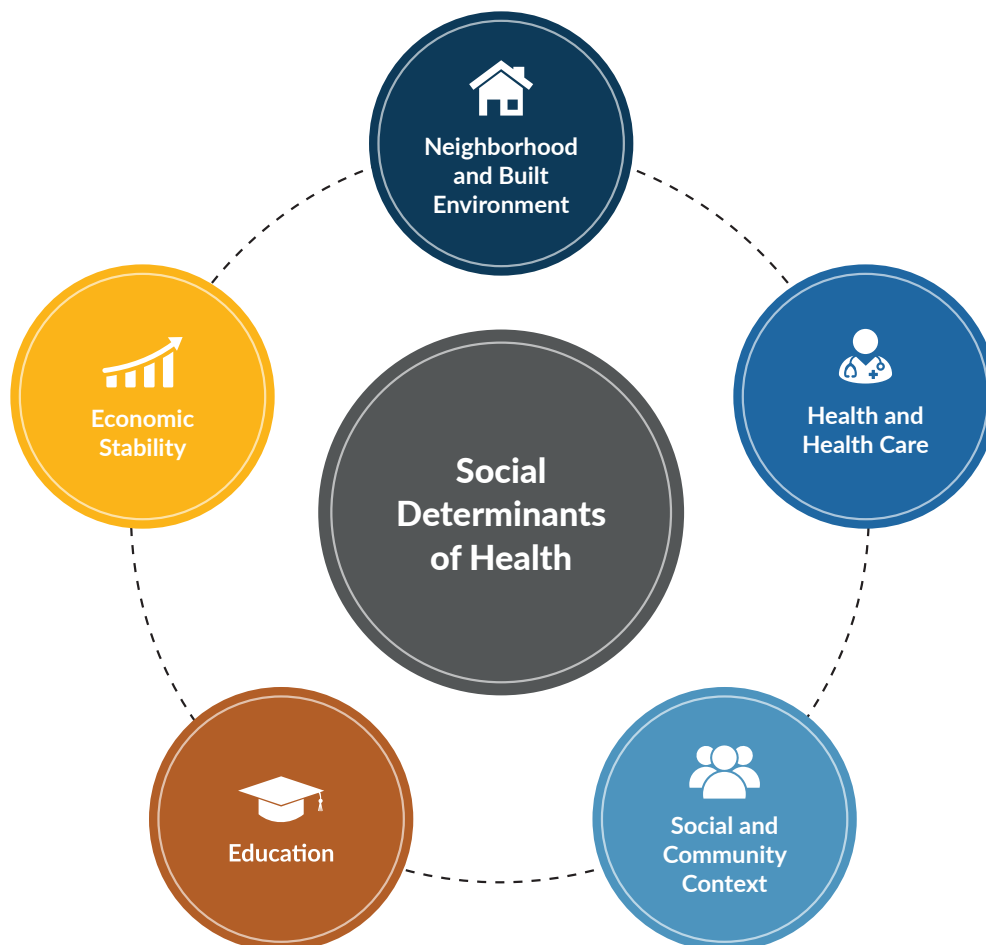 Neighborhood
and Built
Environment
Economic
Stability
Health and
Health Care
Social
Determinants
of Health
Education
Social and
Community
Context